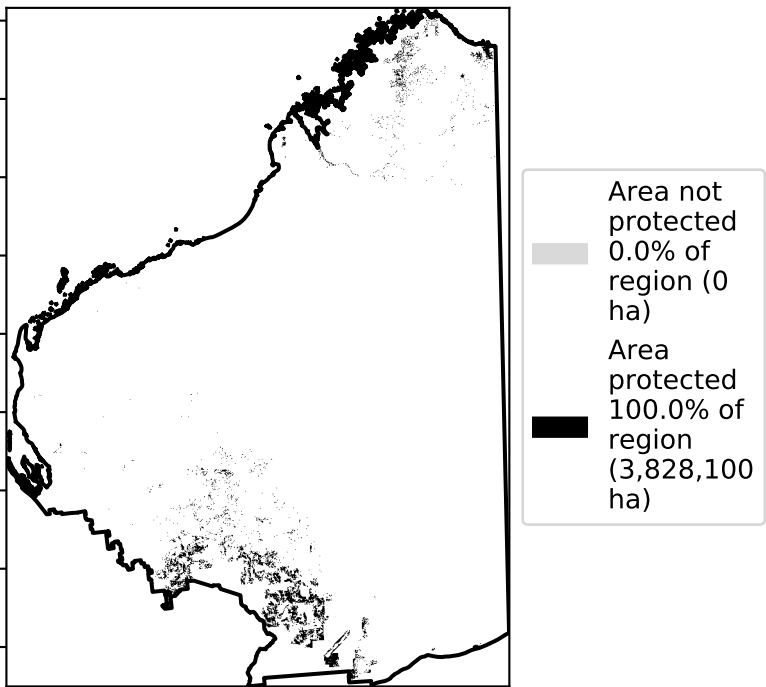 Area not
protected
0.0% of
region (0
ha)
Area
protected
100.0% of
region
(3,828,100
ha)